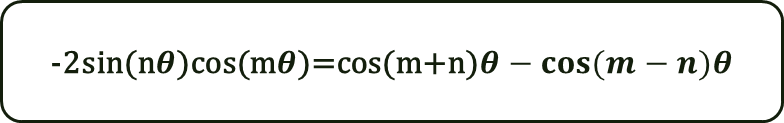 -2sin(nθ)cos(mθ)=cos(m+n)θ − cos(m − n)θ